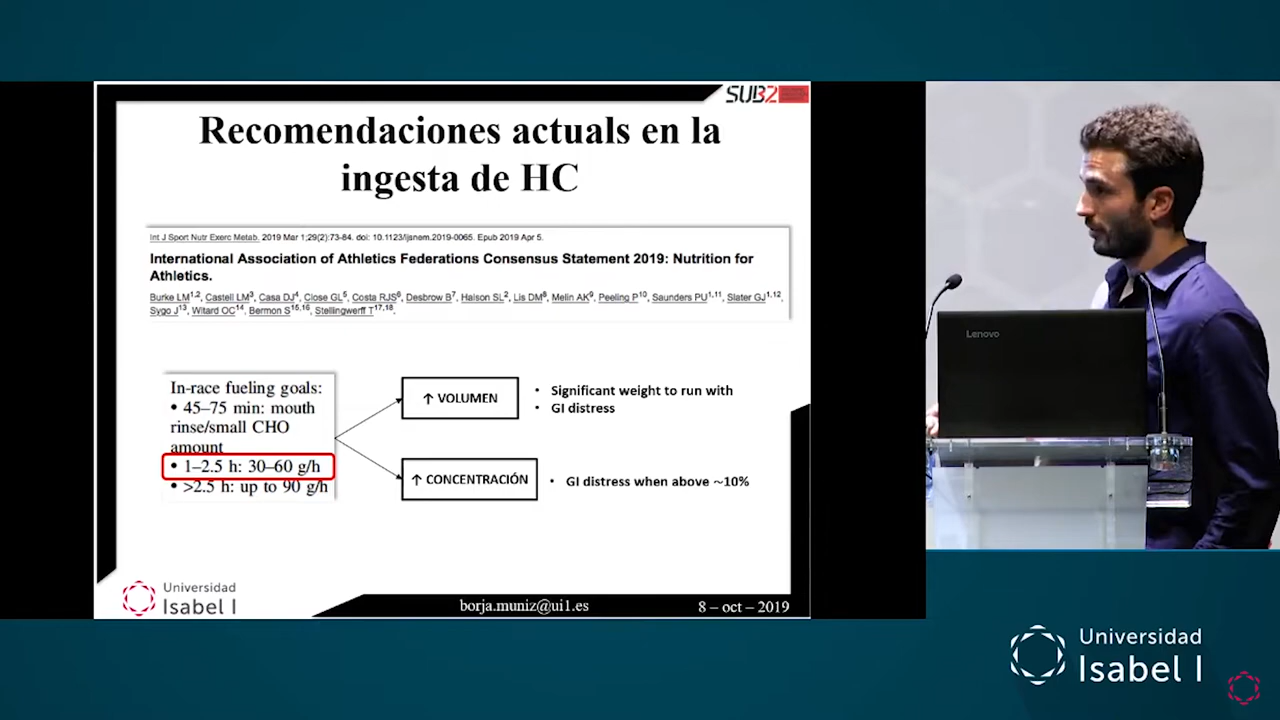 SUB2
Recomendaciones actuals en la
ingesta de HC
Int J Sport Nutr Exerc Metab. 2019 Mar 1;29(2):73-84. doi: 10.1123/ijsnem.2019-0065. Epub 2019 Apr 5.
International Association of Athletics Federations Consensus Statement 2019: Nutrition for
Athletics.
Burke LM1,2, Castell LM3, Casa DJ4, Close GL5, Costa RJS6, Desbrow B7, Halson SL2, Lis DM8, Melin AK9, Peeling P10, Saunders PU1,11, Slater GJ1,12,
Sygo J13, Witard OC14, Bermon S15,16, Stellingwerff T17,18.
In-race fueling goals:
• 45–75 min: mouth
rinse/small CHO
amount
• 1–2.5 h: 30–60 g/h
• >2.5 h: up to 90 g/h
↑ VOLUMEN
• Significant weight to run with
• GI distress
↑ CONCENTRACIÓN
• GI distress when above ~10%
Universidad
Isabel I
borja.muniz@ui1.es
8 – oct – 2019
Lenovo
Universidad
Isabel I